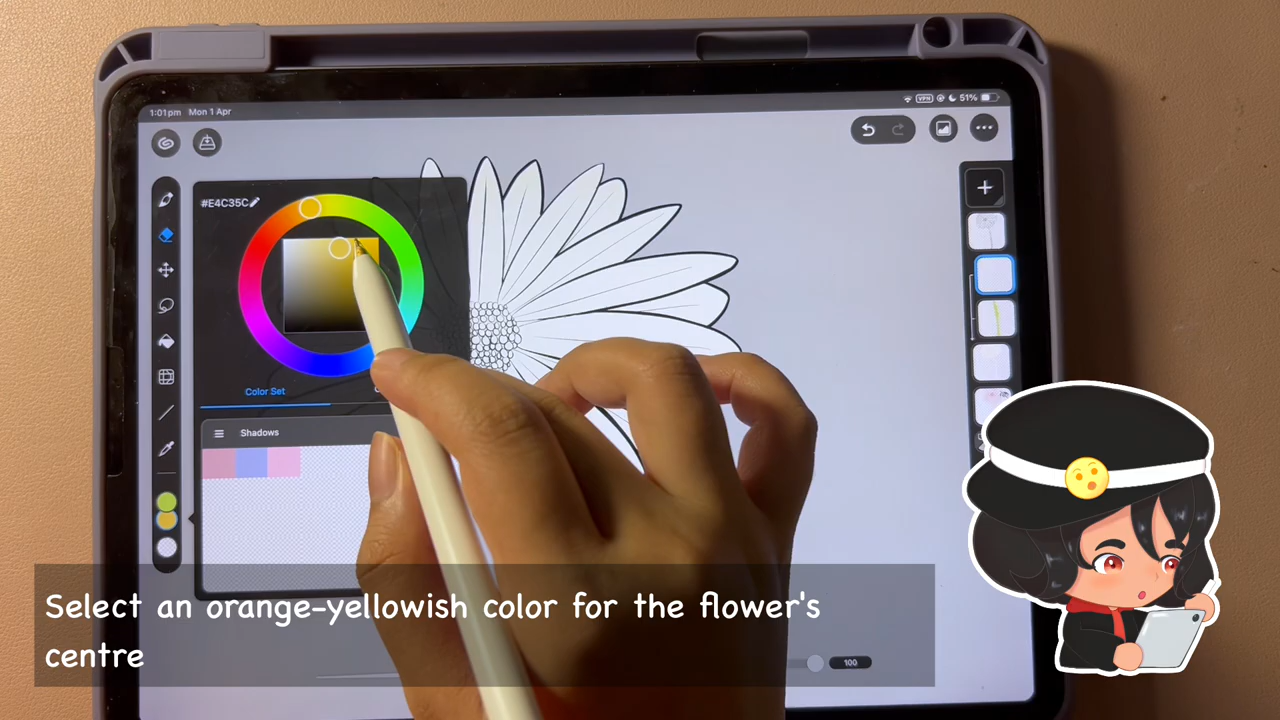 1:01pm Mon 1 Apr
VPN 51%
#E4C35C
Color Set
Shadows
Select an orange-yellowish color for the flower's
centre
100